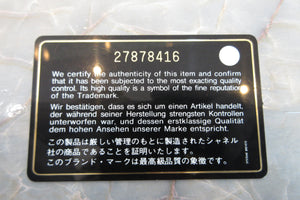 27878416
We certify the authenticity of this item and confirm
that it has been subjected to the most exacting quality
control. Its high quality is a symbol of the fine reputation
of the Trademark.
Wir bestätigen, dass es sich um einen Artikel handelt,
der während seiner Herstellung strengsten Kontrollen
unterworfen war, und dessen erstklassige Qualität
dem hohen Ansehen unserer Marke entspricht.
この製品は厳しい管理のもとに製造されたシャネル
社の商品であることを証明いたします。
このブランド・マークは最高級品質の象徴です。